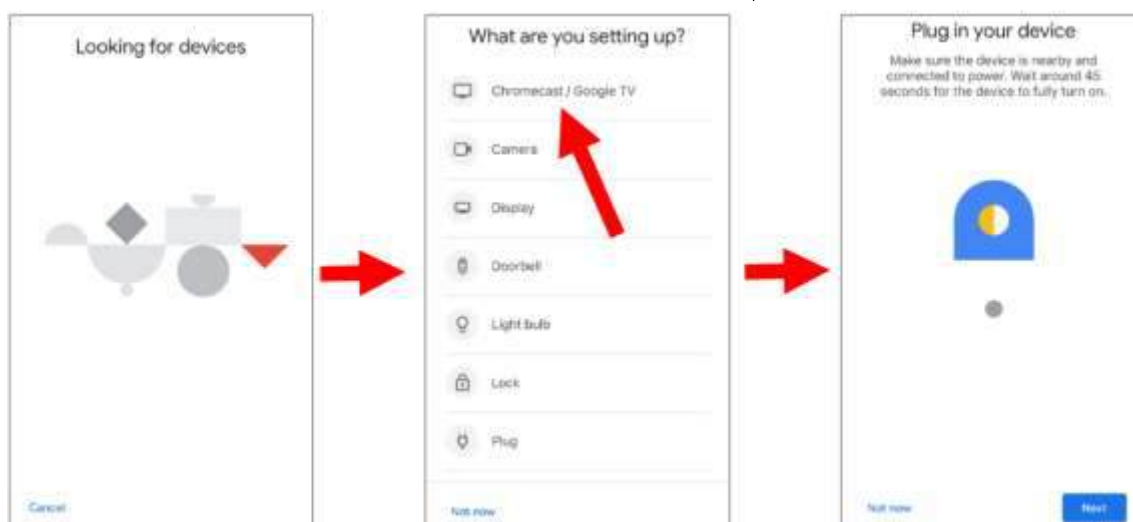 Looking for devices
Cancel
What are you setting up?
Chromecast / Google TV
Camera
Display
Doorbell
Light bulb
Lock
Plug
Not now
Plug in your device
Make sure the device is nearby and
connected to power. Wait around 45
seconds for the device to fully turn on.
Not now
Next